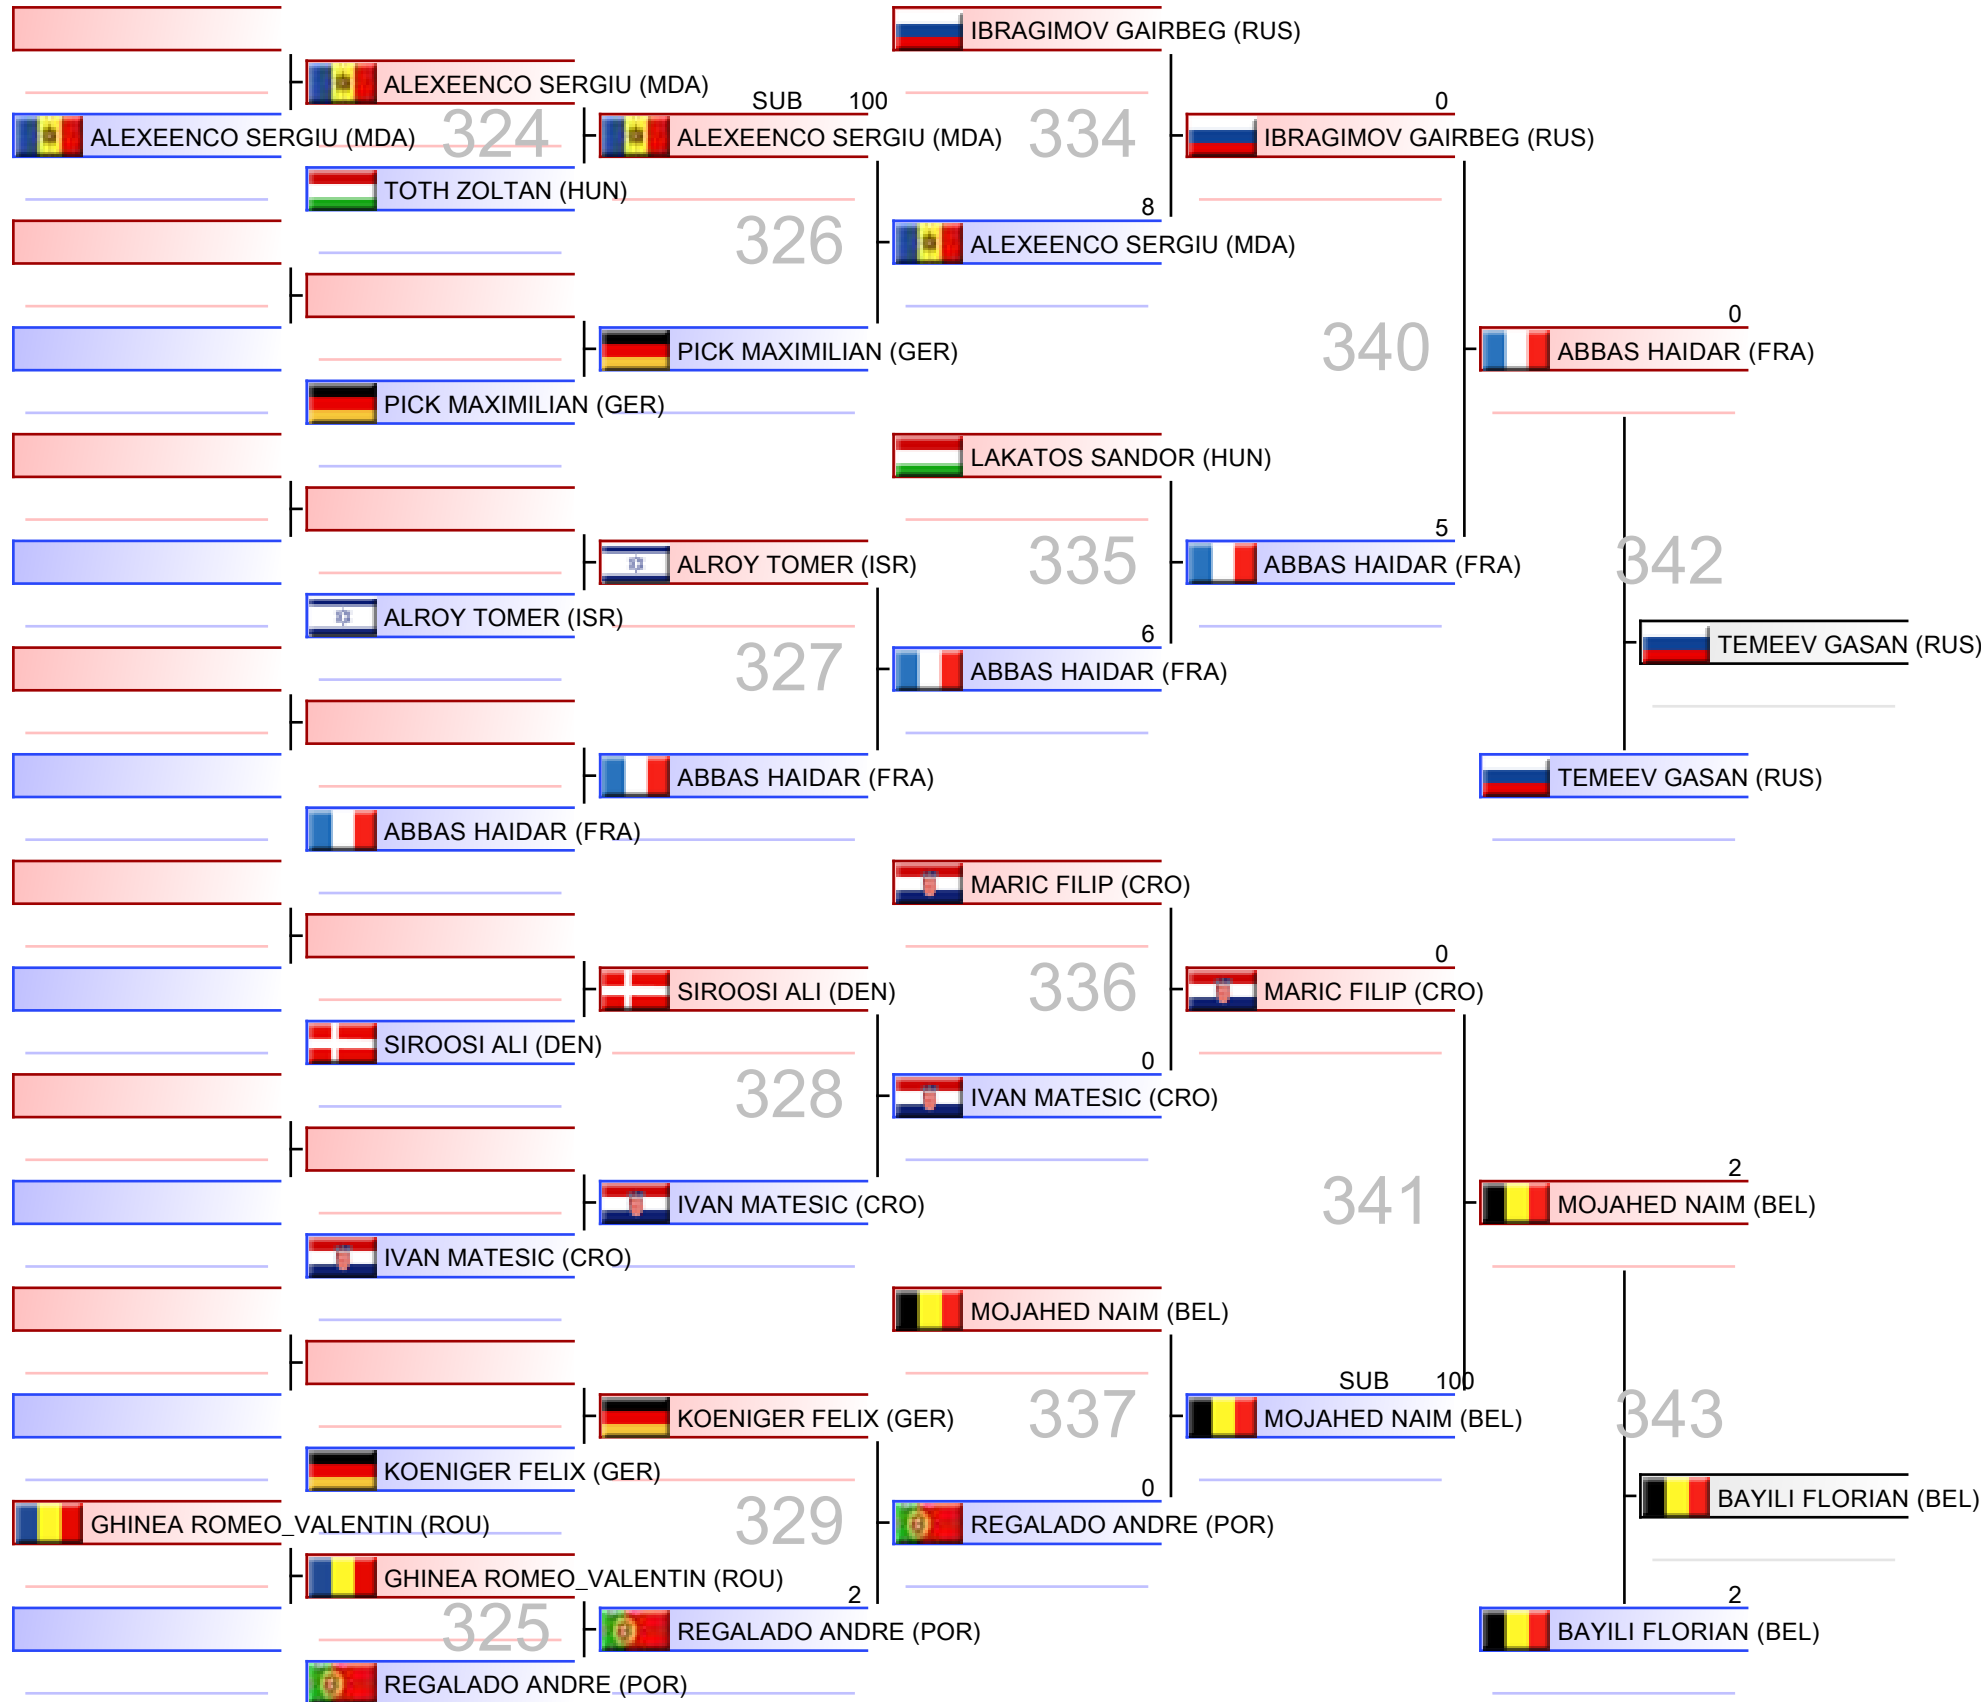 IBRAGIMOV GAIRBEG (RUS)
ALEXEENCO SERGIU (MDA)
SUB 100
0
ALEXEENCO SERGIU (MDA)
324
ALEXEENCO SERGIU (MDA)
334
IBRAGIMOV GAIRBEG (RUS)
TOTH ZOLTAN (HUN)
8
326
ALEXEENCO SERGIU (MDA)
0
PICK MAXIMILIAN (GER)
340
ABBAS HAIDAR (FRA)
PICK MAXIMILIAN (GER)
LAKATOS SANDOR (HUN)
5
ALROY TOMER (ISR)
335
ABBAS HAIDAR (FRA)
342
ALROY TOMER (ISR)
6
327
ABBAS HAIDAR (FRA)
TEMEEV GASAN (RUS)
ABBAS HAIDAR (FRA)
TEMEEV GASAN (RUS)
ABBAS HAIDAR (FRA)
MARIC FILIP (CRO)
0
SIROOSI ALI (DEN)
336
MARIC FILIP (CRO)
SIROOSI ALI (DEN)
0
328
IVAN MATESIC (CRO)
2
IVAN MATESIC (CRO)
341
MOJAHED NAIM (BEL)
IVAN MATESIC (CRO)
MOJAHED NAIM (BEL)
SUB 100
KOENIGER FELIX (GER)
337
MOJAHED NAIM (BEL)
343
KOENIGER FELIX (GER)
0
BAYILI FLORIAN (BEL)
GHINEA ROMEO_VALENTIN (ROU)
329
REGALADO ANDRE (POR)
GHINEA ROMEO_VALENTIN (ROU)
2
2
325
REGALADO ANDRE (POR)
BAYILI FLORIAN (BEL)
REGALADO ANDRE (POR)